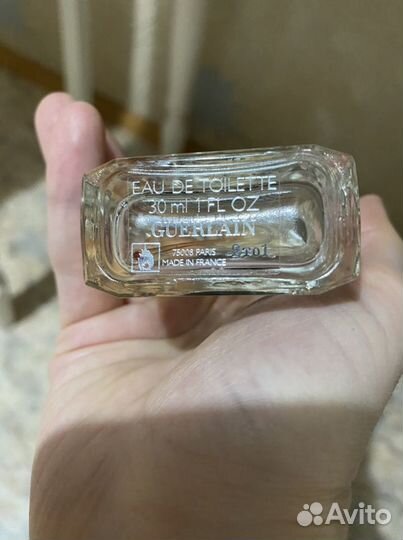 EAU DE TOILETTE
30 ml 1 FL OZ
GUERLAIN
75008 PARIS
MADE IN FRANCE
Avito